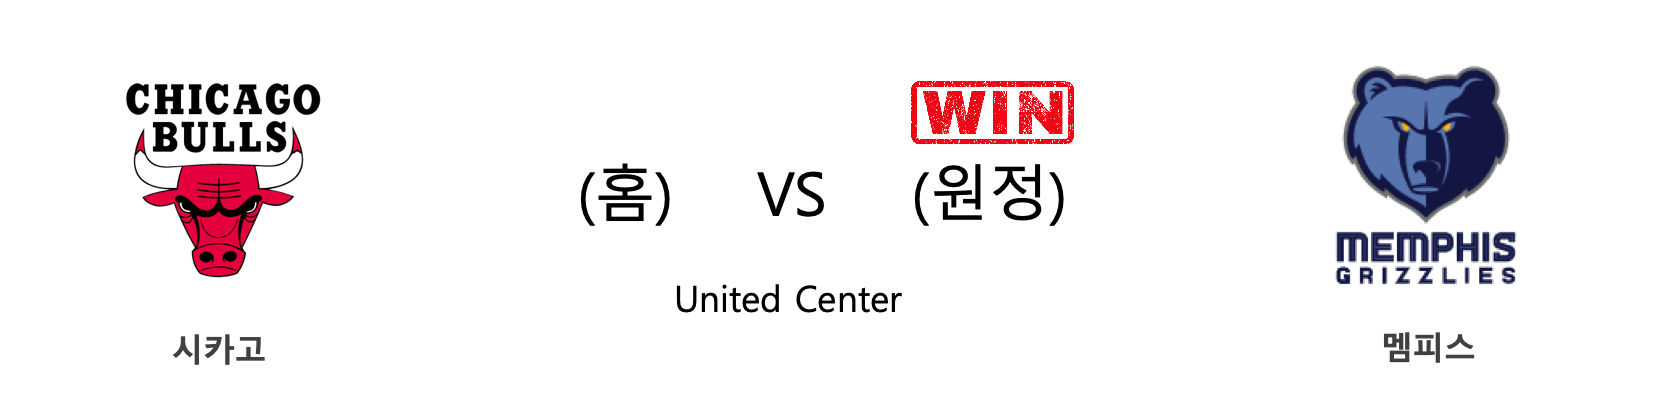 CHICAGO
BULLS
WIN
(홈) VS (원정)
MEMPHIS
GRIZZLIES
United Center
시카고
멤피스